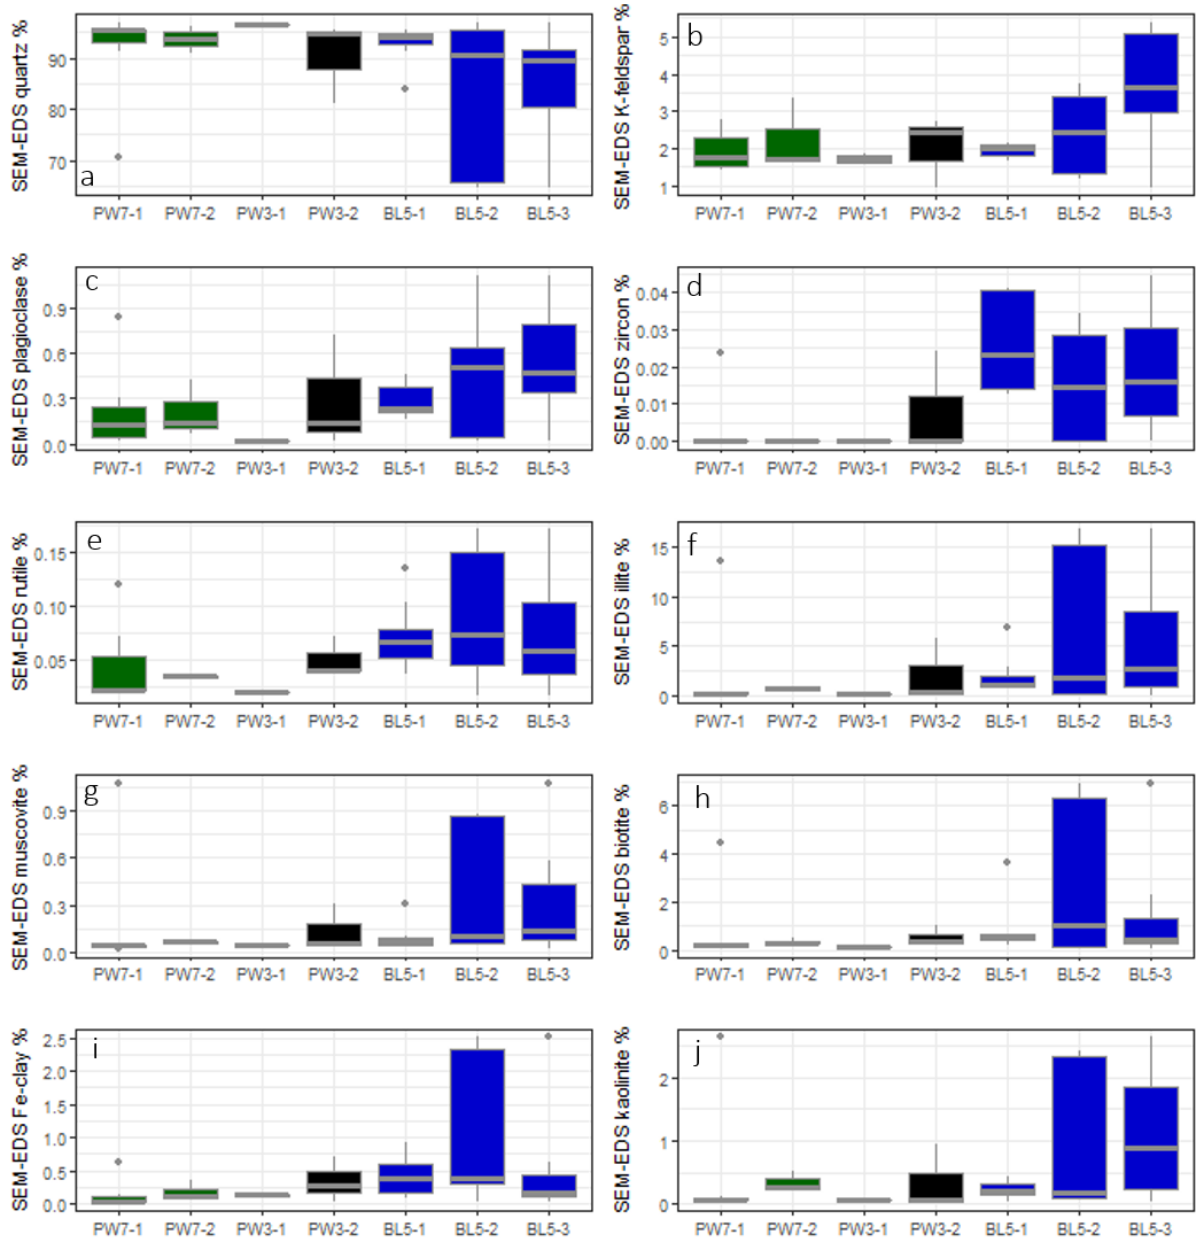 SEM-EDS quartz %
90
80
70
a
PW7-1 PW7-2 PW3-1 PW3-2 BL5-1 BL5-2 BL5-3
SEM-EDS K-feldspar %
5
4
3
2
1
b
PW7-1 PW7-2 PW3-1 PW3-2 BL5-1 BL5-2 BL5-3
SEM-EDS plagioclase %
0.9
0.6
0.3
0.0
c
PW7-1 PW7-2 PW3-1 PW3-2 BL5-1 BL5-2 BL5-3
SEM-EDS zircon %
0.04
0.03
0.02
0.01
0.00
d
PW7-1 PW7-2 PW3-1 PW3-2 BL5-1 BL5-2 BL5-3
SEM-EDS rutile %
0.15
0.10
0.05
e
PW7-1 PW7-2 PW3-1 PW3-2 BL5-1 BL5-2 BL5-3
SEM-EDS illite %
15
10
5
0
f
PW7-1 PW7-2 PW3-1 PW3-2 BL5-1 BL5-2 BL5-3
SEM-EDS muscovite %
0.9
0.6
0.3
0.0
g
PW7-1 PW7-2 PW3-1 PW3-2 BL5-1 BL5-2 BL5-3
SEM-EDS biotite %
6
4
2
0
h
PW7-1 PW7-2 PW3-1 PW3-2 BL5-1 BL5-2 BL5-3
SEM-EDS Fe-clay %
2.5
2.0
1.5
1.0
0.5
0.0
i
PW7-1 PW7-2 PW3-1 PW3-2 BL5-1 BL5-2 BL5-3
SEM-EDS kaolinite %
2
1
0
j
PW7-1 PW7-2 PW3-1 PW3-2 BL5-1 BL5-2 BL5-3